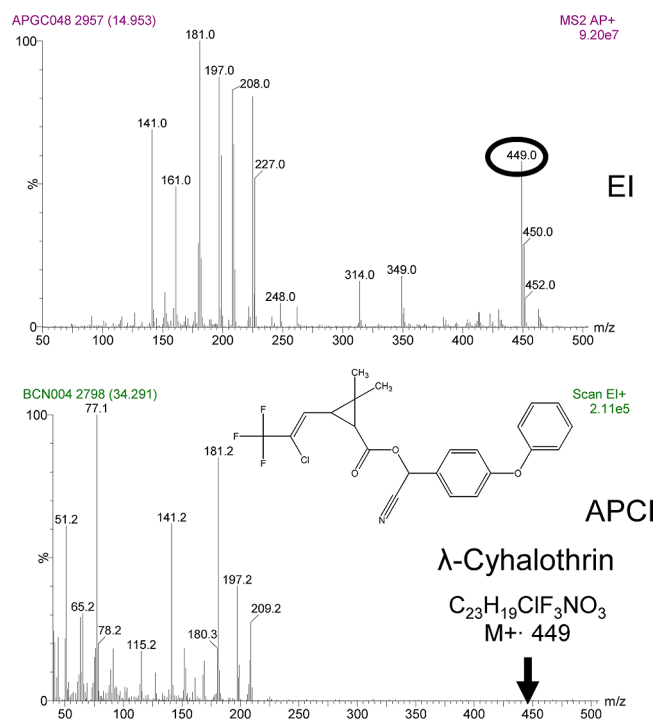 APGC048 2957 (14.953)
MS2 AP+
9.20e7
100
181.0
197.0
208.0
141.0
449.0
161.0
227.0
%
EI
450.0
349.0
314.0
248.0
452.0
0
50 100 150 200 250 300 350 400 450 500 m/z
BCN004 2798 (34.291)
Scan EI+
2.11e5
100
77.1
CH3
CH3
181.2
F
F
F
Cl
O
O
O
N
51.2
141.2
APCI
%
λ-Cyhalothrin
197.2
65.2
209.2
C23H19ClF3NO3
78.2
180.3
115.2
M+· 449
0
50 100 150 200 250 300 350 400 450 500 m/z